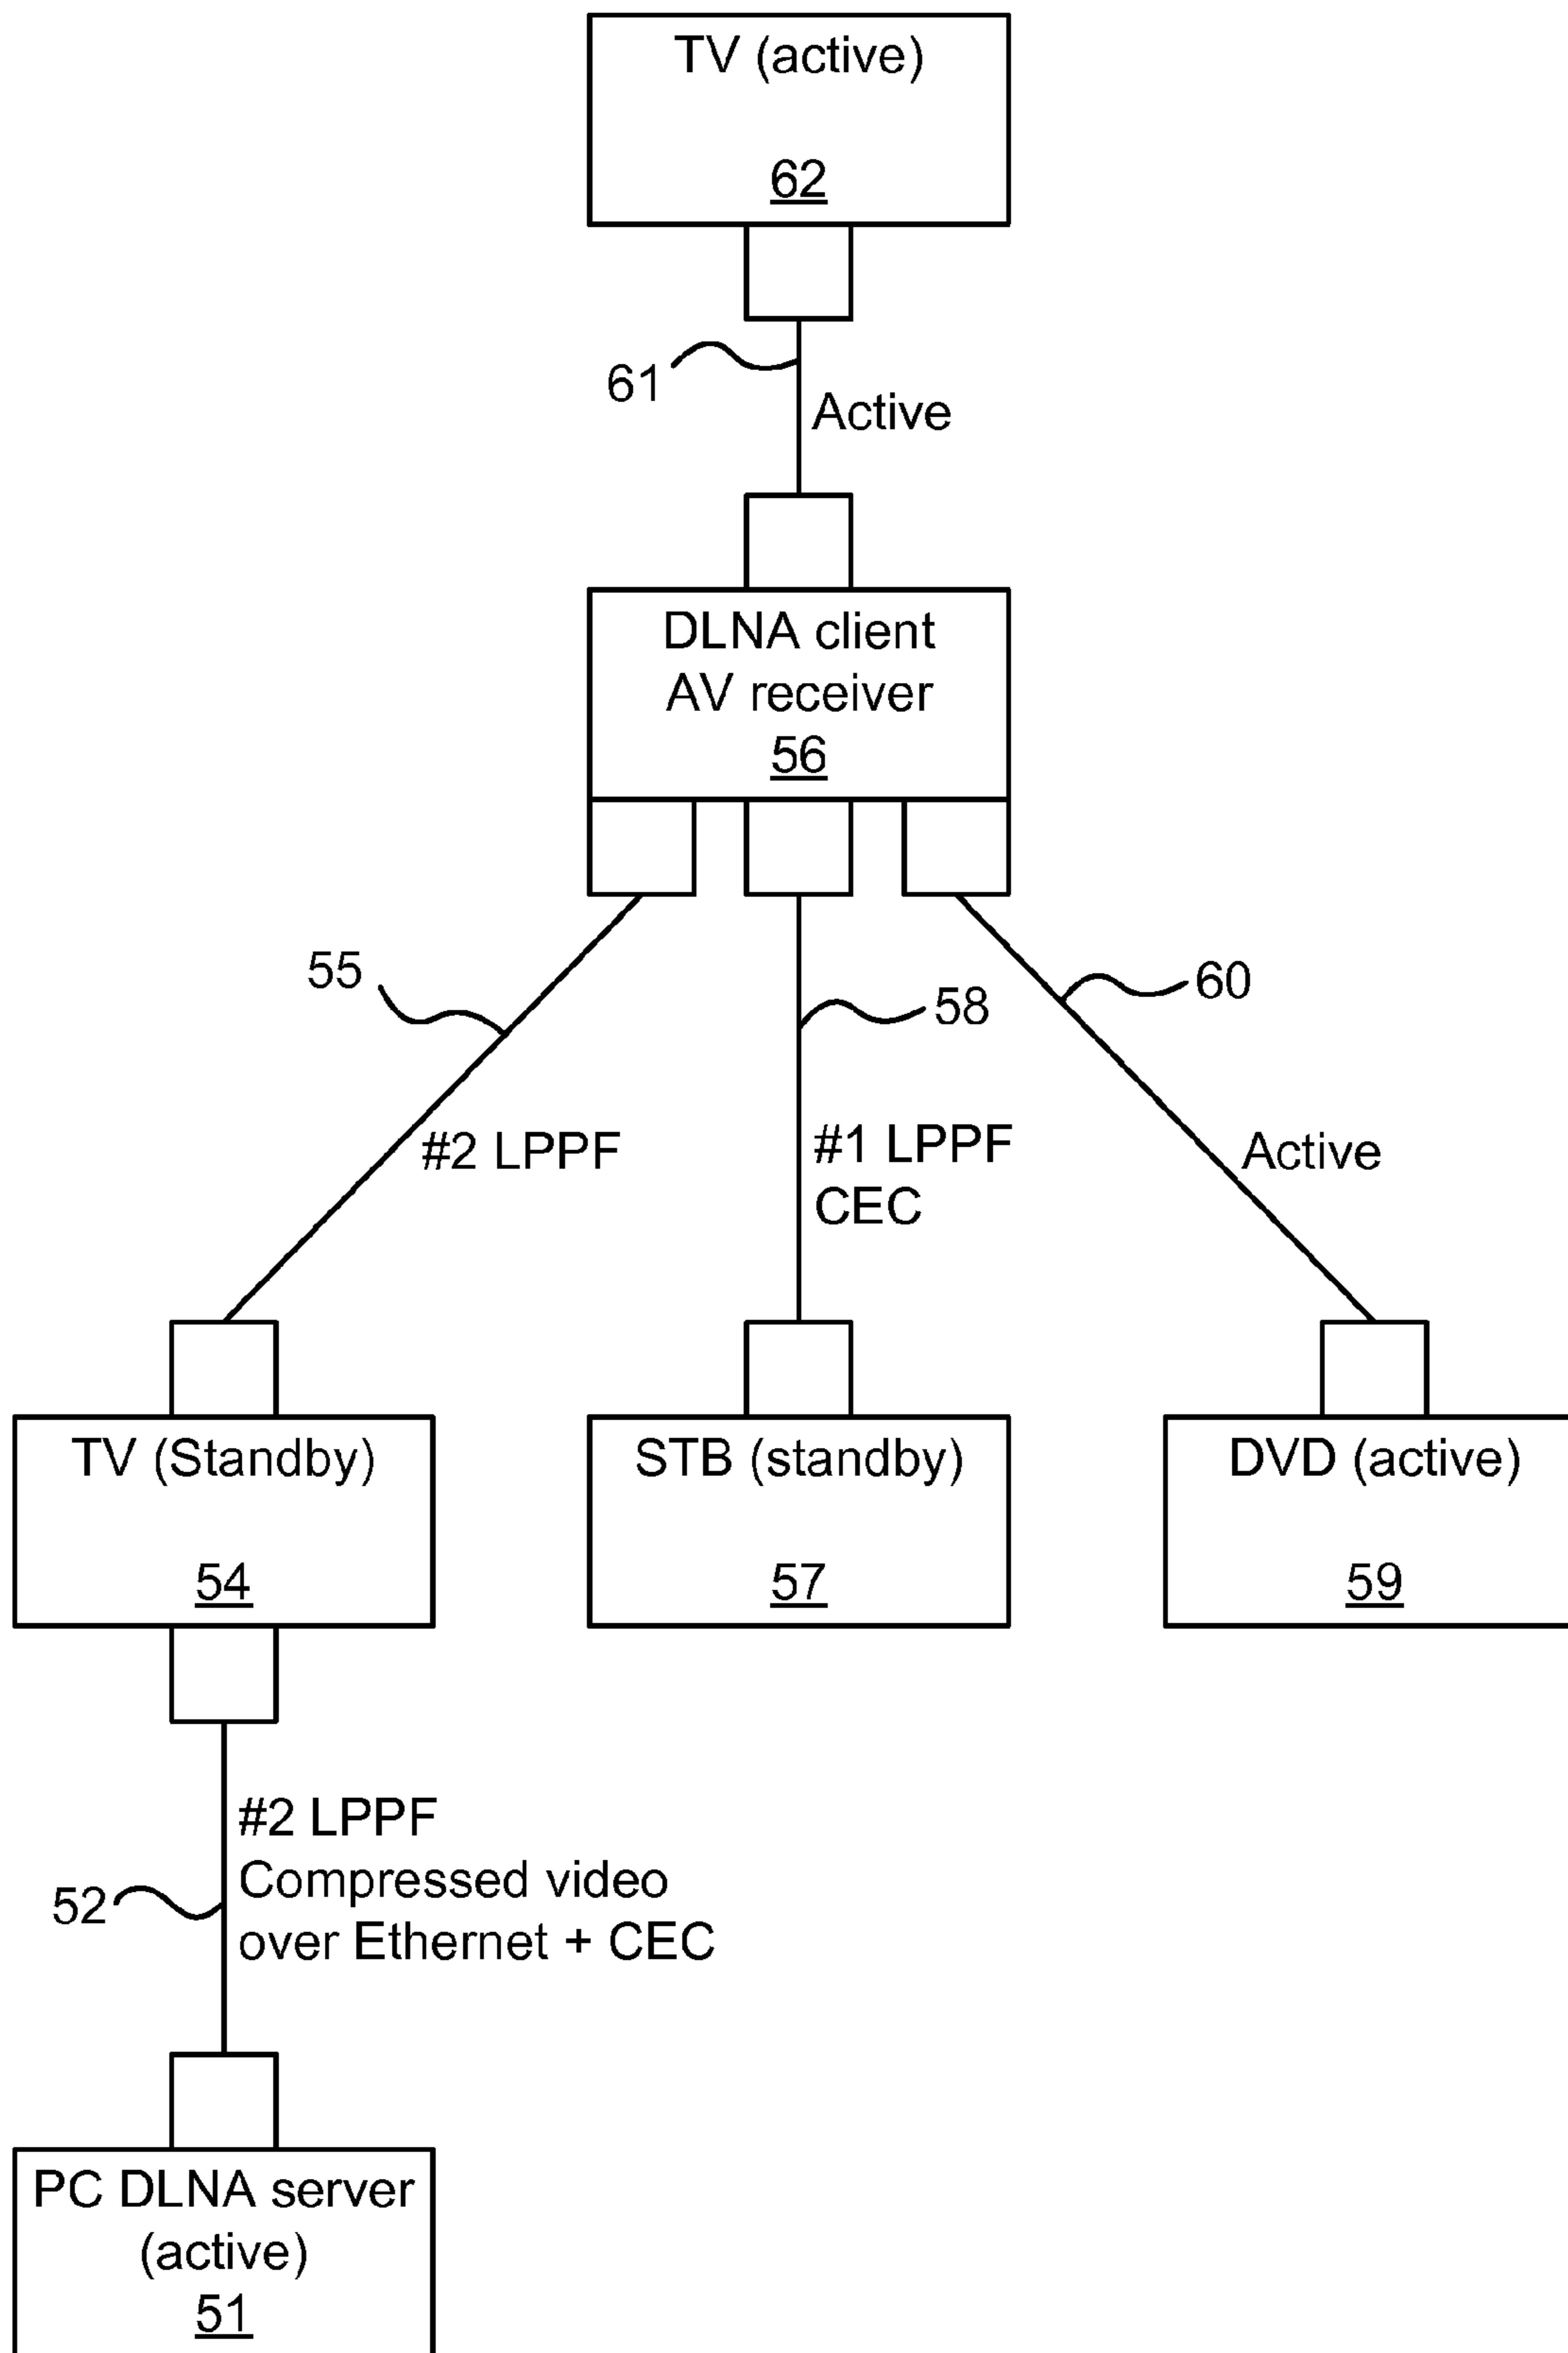 TV (active)
62
61
Active
DLNA client
AV receiver
56
55
58
60
#2 LPPF
#1 LPPF
CEC
Active
TV (Standby)
54
STB (standby)
57
DVD (active)
59
52
#2 LPPF
Compressed video
over Ethernet + CEC
PC DLNA server
(active)
51